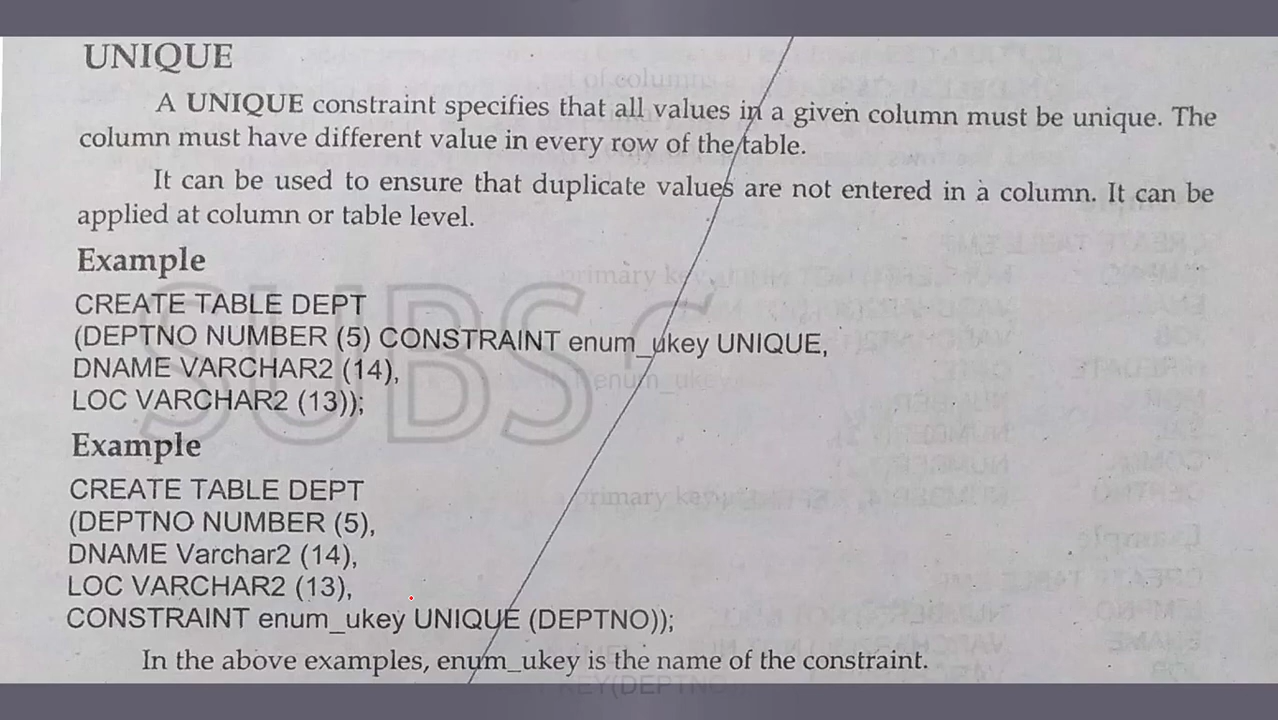 UNIQUE
A UNIQUE constraint specifies that all values in a given column must be unique. The
column must have different value in every row of the table.
It can be used to ensure that duplicate values are not entered in a column. It can be
applied at column or table level.
Example
CREATE TABLE DEPT
(DEPTNO NUMBER (5) CONSTRAINT enum_ukey UNIQUE,
DNAME VARCHAR2 (14),
LOC VARCHAR2 (13));
Example
CREATE TABLE DEPT
(DEPTNO NUMBER (5),
DNAME Varchar2 (14),
LOC VARCHAR2 (13),
CONSTRAINT enum_ukey UNIQUE (DEPTNO));
In the above examples, enum_ukey is the name of the constraint.